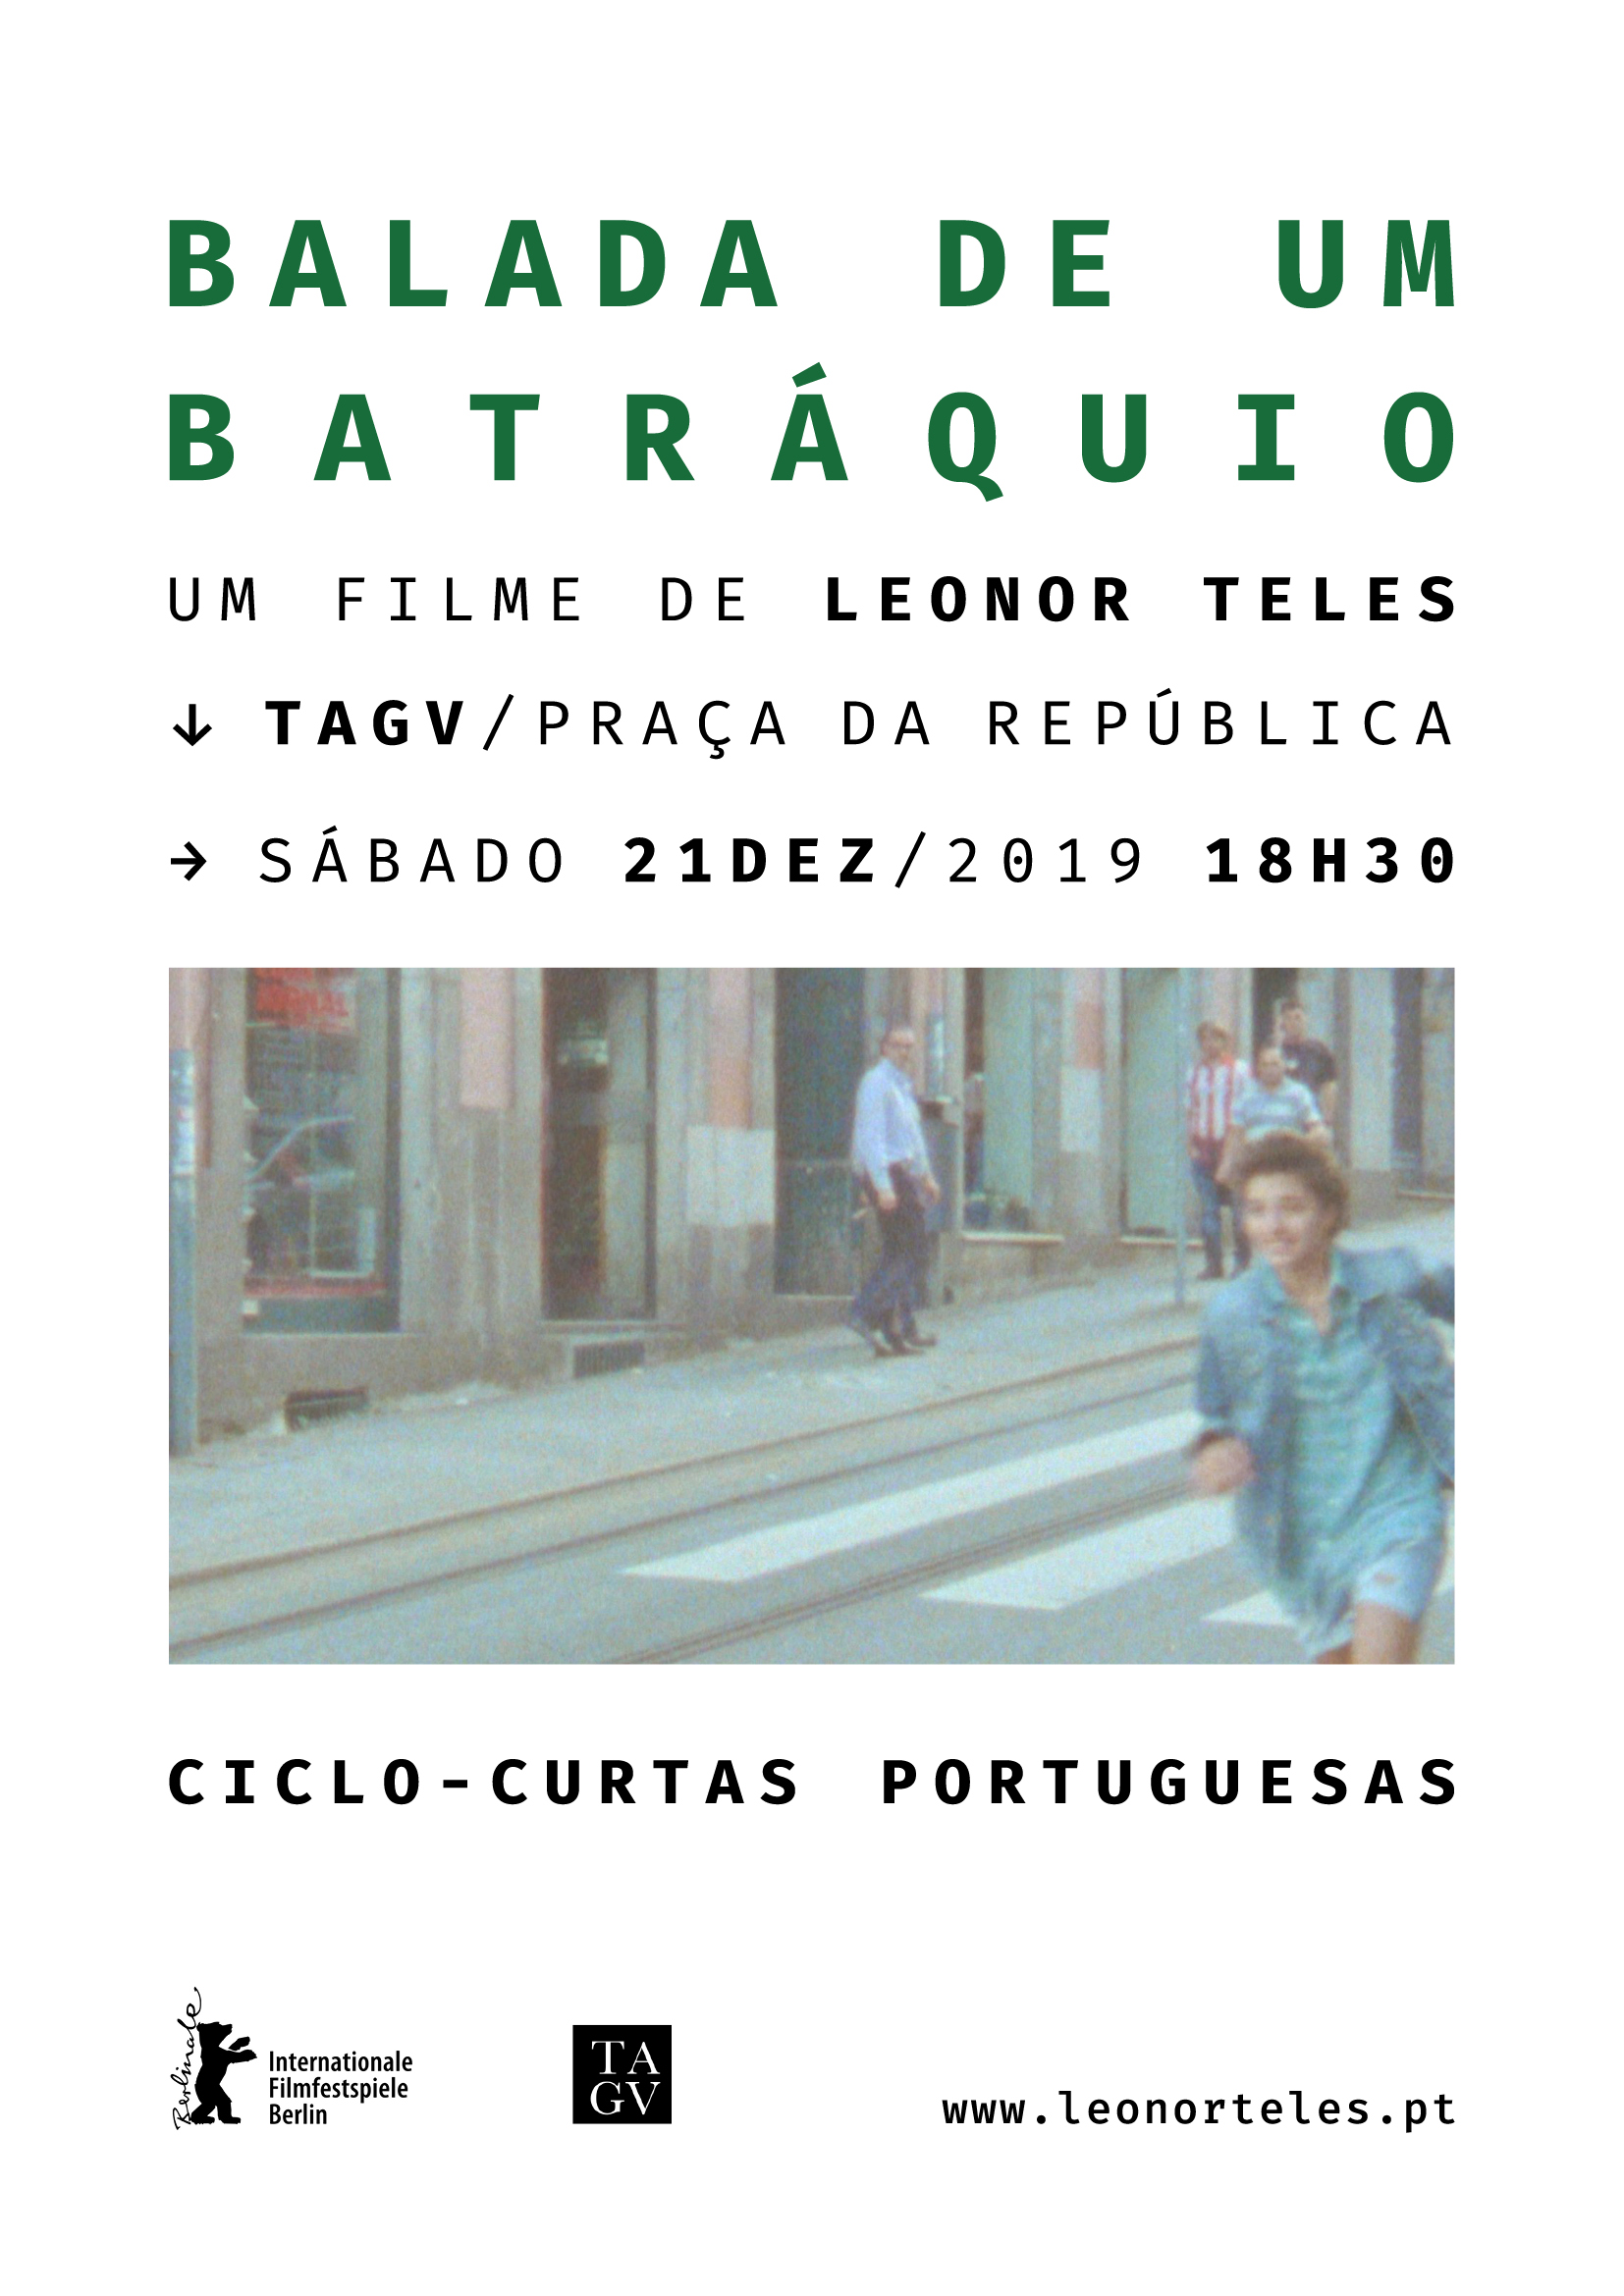 BALADA DE UM
BATRÁQUIO
UM FILME DE LEONOR TELES
↓ TAGV/PRAÇA DA REPÚBLICA
→ SÁBADO 21DEZ/2019 18H30
CICLO-CURTAS PORTUGUESAS
Berlinale
Internationale
Filmfestspiele
Berlin
TA
GV
www.leonorteles.pt